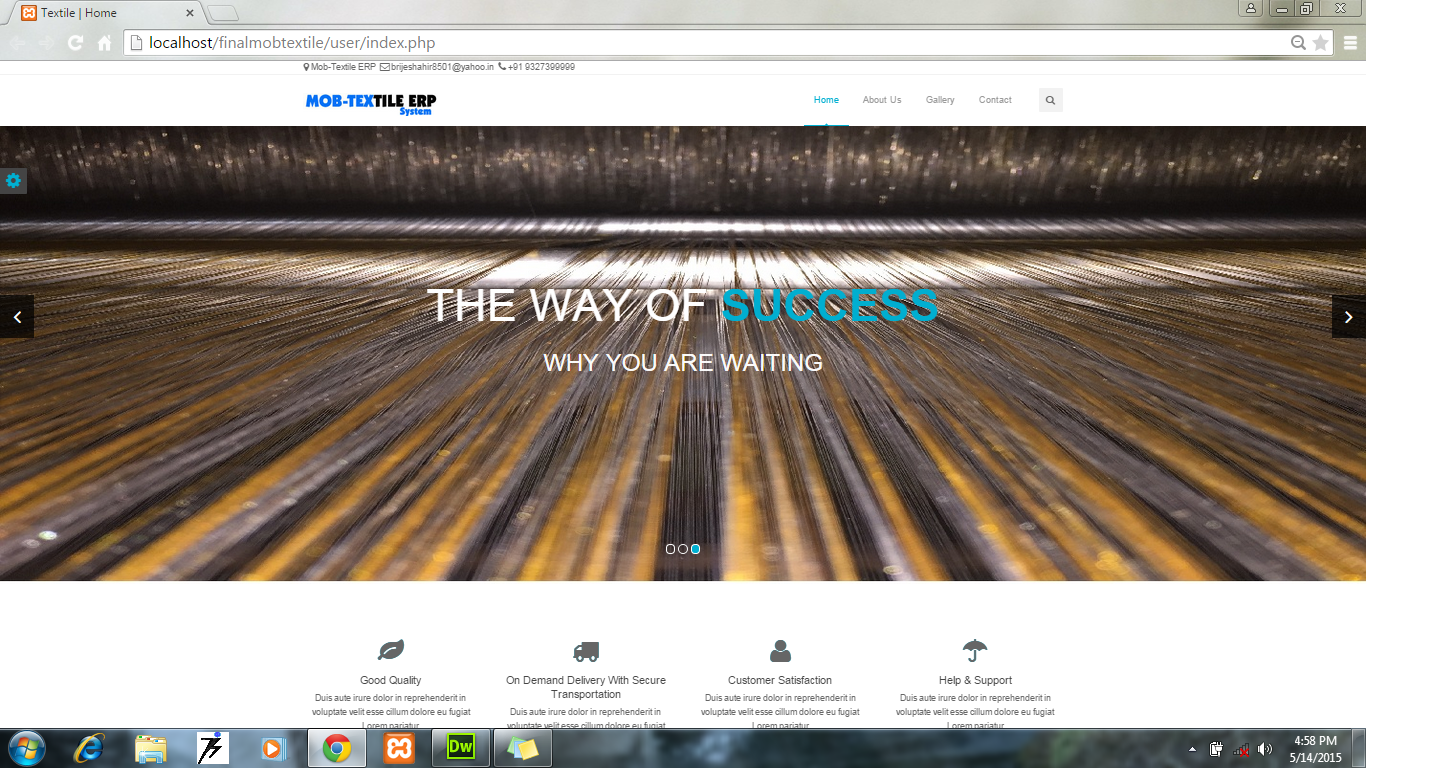 Textile | Home
localhost/finalmobtextile/user/index.php
Mob-Textile ERP brijeshahir8501@yahoo.in +91 9327399999
MOB-TEXTILE ERP
System
Home About Us Gallery Contact
THE WAY OF SUCCESS
WHY YOU ARE WAITING
Good Quality
Duis aute irure dolor in reprehenderit in
voluptate velit esse cillum dolore eu fugiat
Lorem pariatur
On Demand Delivery With Secure
Transportation
Duis aute irure dolor in reprehenderit in
voluptate velit esse cillum dolore eu fugiat
Customer Satisfaction
Duis aute irure dolor in reprehenderit in
voluptate velit esse cillum dolore eu fugiat
Lorem pariatur
Help & Support
Duis aute irure dolor in reprehenderit in
voluptate velit esse cillum dolore eu fugiat
Lorem pariatur
Dw
4:58 PM
5/14/2015